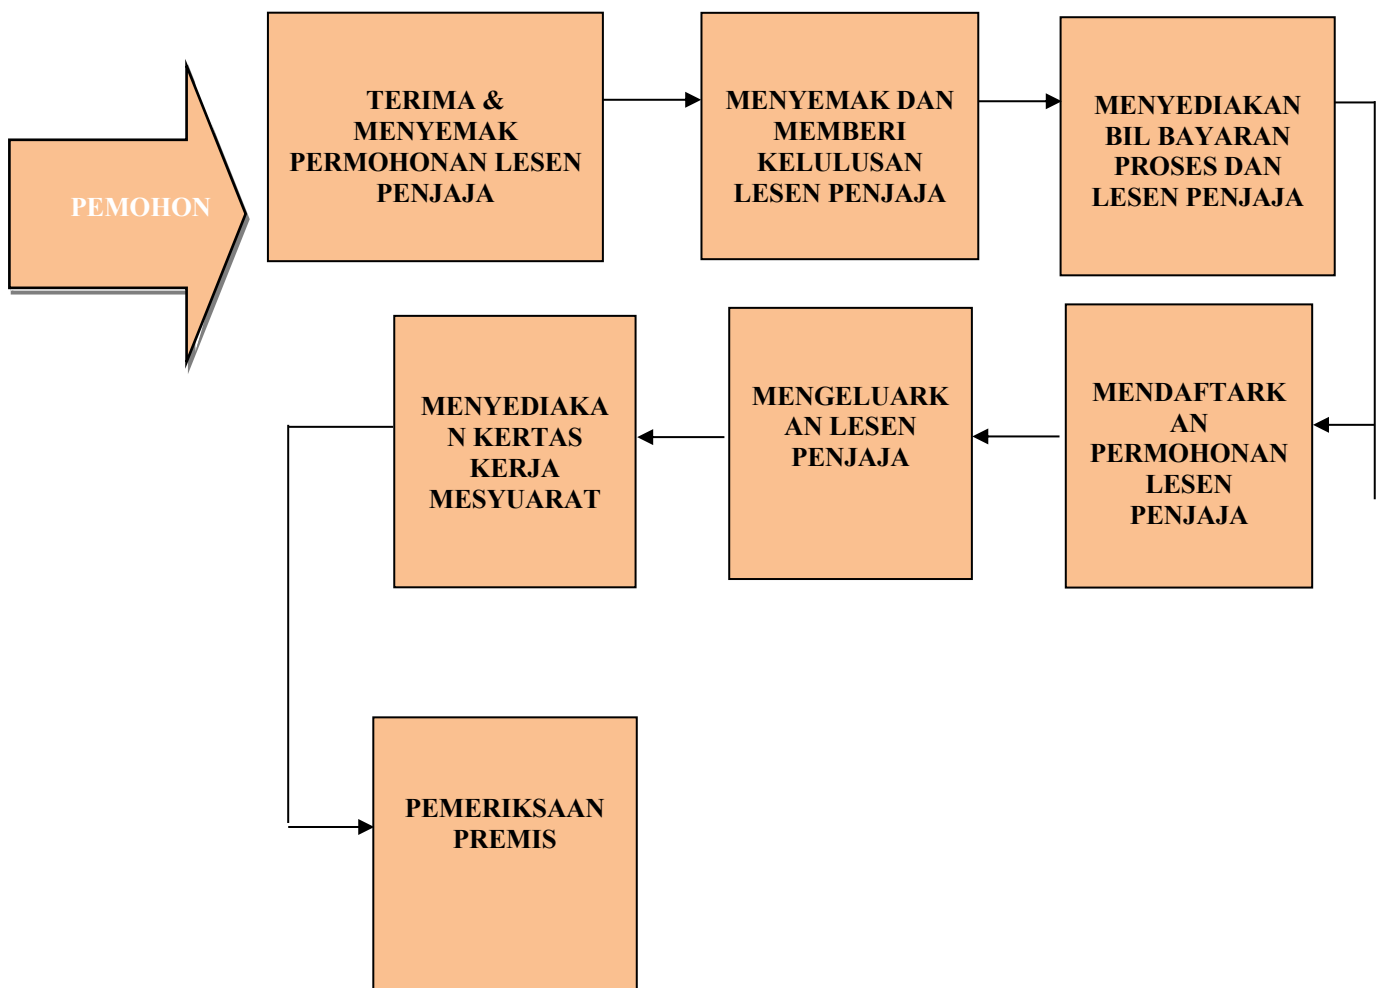 PEMOHON
TERIMA &
MENYEMAK
PERMOHONAN LESEN
PENJAJA
MENYEMAK DAN
MEMBERI
KELULUSAN
LESEN PENJAJA
MENYEDIAKAN
BIL BAYARAN
PROSES DAN
LESEN PENJAJA
MENDAFTARK
AN
PERMOHONAN
LESEN
PENJAJA
MENGELUARK
AN LESEN
PENJAJA
MENYEDIAKA
N KERTAS
KERJA
MESYUARAT
PEMERIKSAAN
PREMIS